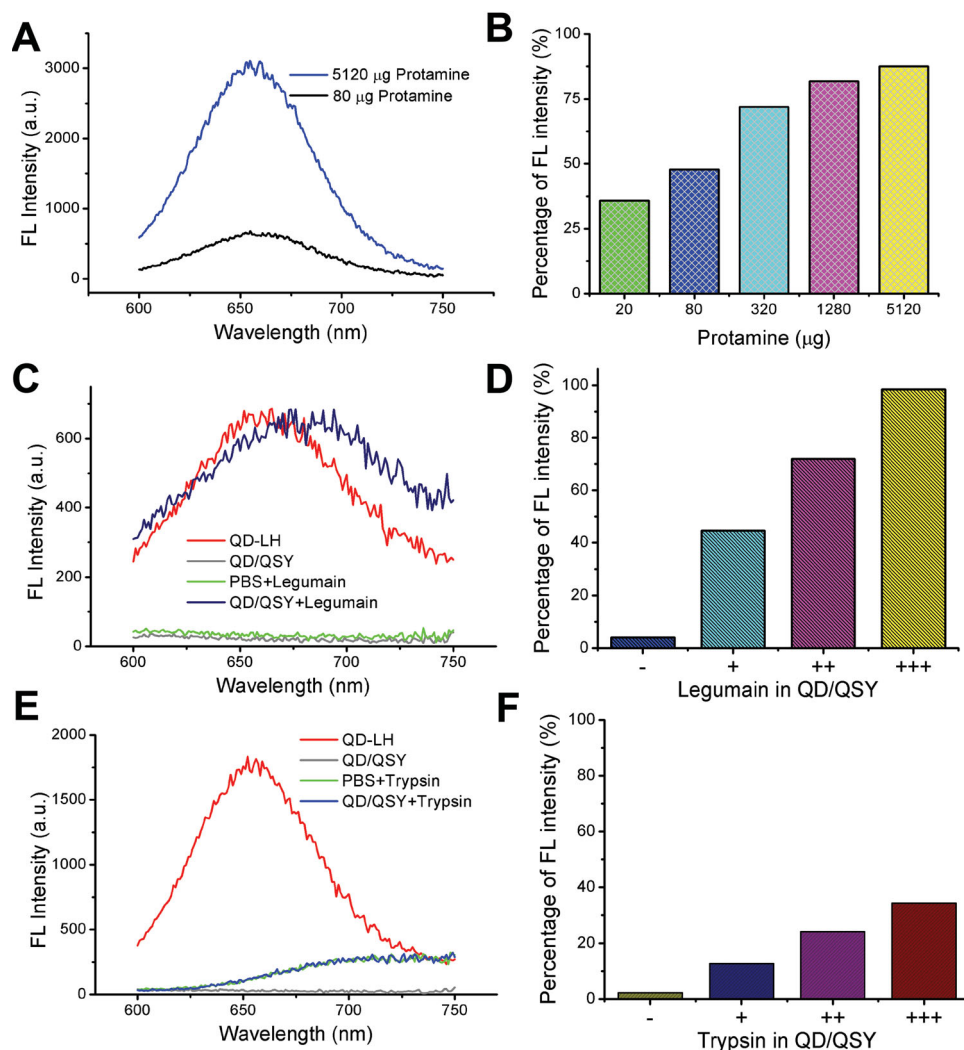 A
FL Intensity (a.u.)
3000
2000
1000
0
5120 μg Protamine
80 μg Protamine
600
650
700
750
Wavelength (nm)
B
Percentage of FL intensity (%)
100
75
50
25
0
20
80
320
1280
5120
Protamine (μg)
C
FL Intensity (a.u.)
600
400
200
0
QD-LH
QD/QSY
PBS+Legumain
QD/QSY+Legumain
600
650
700
750
Wavelength (nm)
D
Percentage of FL intensity (%)
100
80
60
40
20
0
-
+
++
+++
Legumain in QD/QSY
E
FL Intensity (a.u.)
2000
1500
1000
500
0
QD-LH
QD/QSY
PBS+Trypsin
QD/QSY+Trypsin
600
650
700
750
Wavelength (nm)
F
Percentage of FL intensity (%)
100
80
60
40
20
0
-
+
++
+++
Trypsin in QD/QSY